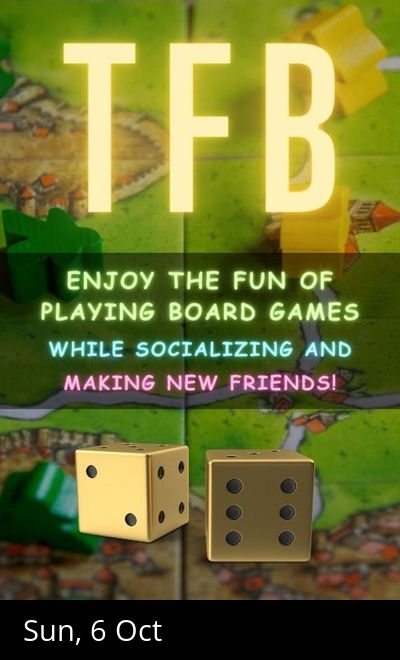 TFB
ENJOY THE FUN OF
PLAYING BOARD GAMES
WHILE SOCIALIZING AND
MAKING NEW FRIENDS!
Sun, 6 Oct